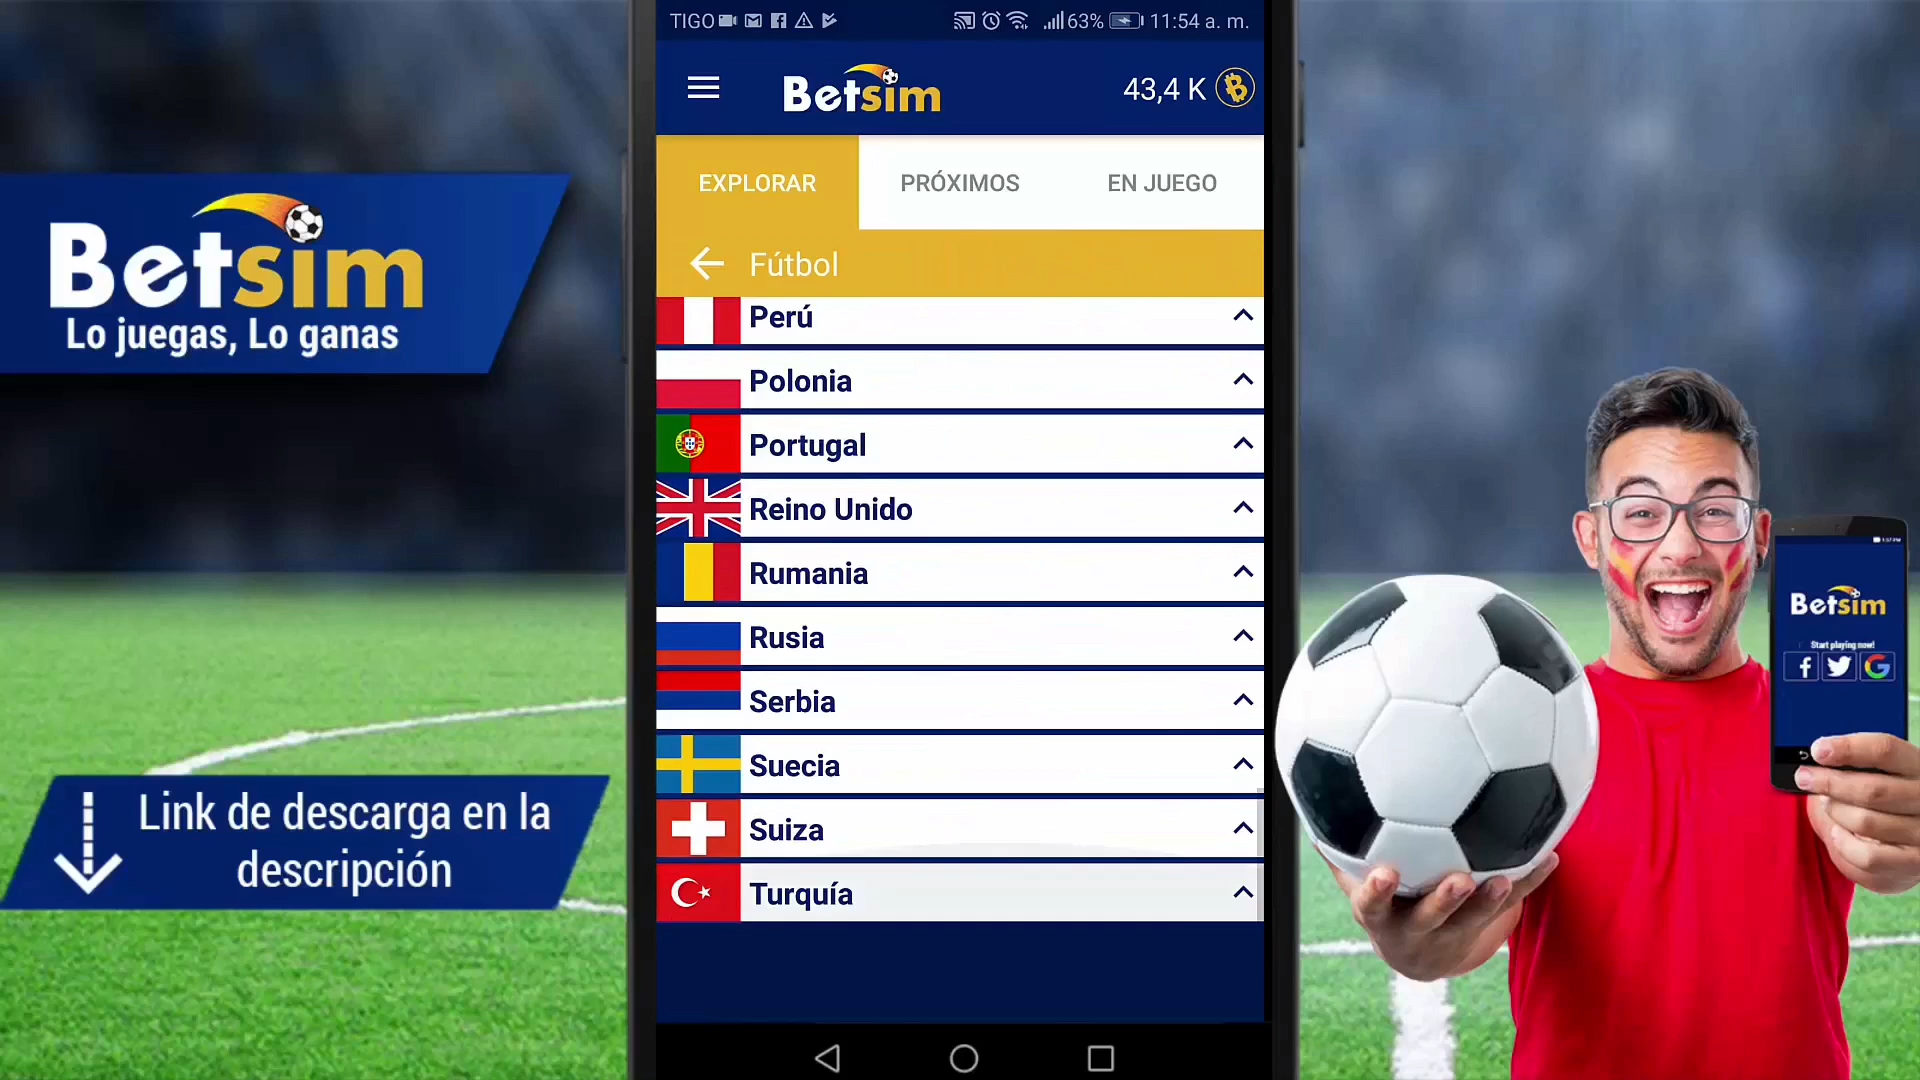 Betsim
Lo juegas, Lo ganas
Link de descarga en la
descripción
TIGO
63%
11:54 a. m.
Betsim
43,4 K
EXPLORAR
PRÓXIMOS
EN JUEGO
Fútbol
Perú
Polonia
Portugal
Reino Unido
Rumania
Rusia
Serbia
Suecia
Suiza
Turquía
Betsim
Start playing now!